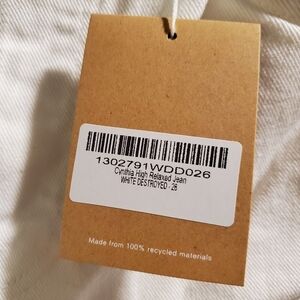 1302791WDD026
Cynthia High Relaxed Jean
WHITE DESTROYED - 26
Made from 100% recycled materials